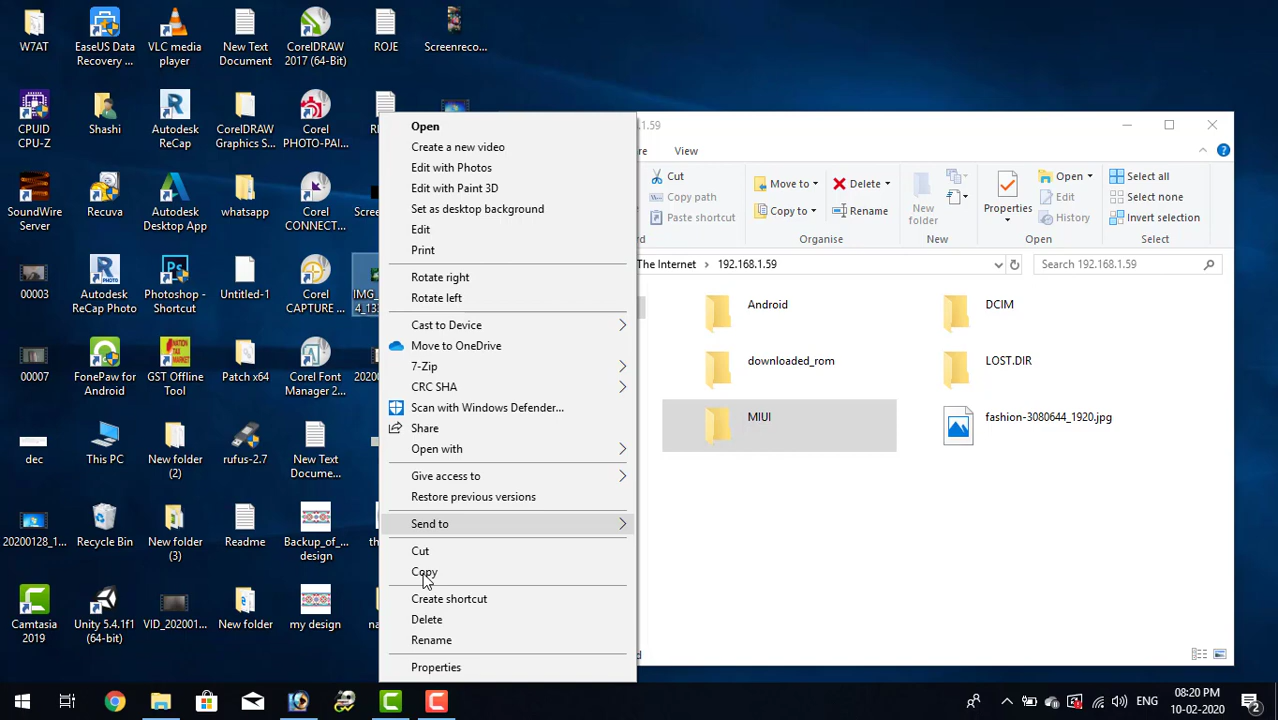 W7AT
EaseUS Data
Recovery ...
VLC media
player
New Text
Document
CorelDRAW
2017 (64-Bit)
ROJE
Screenreco...
CPUID
CPU-Z
Shashi
Autodesk
ReCap
CorelDRAW
Graphics S...
Corel
PHOTO-PAI...
SoundWire
Server
Recuva
Autodesk
Desktop App
whatsapp
Corel
CONNECT...
00003
Autodesk
ReCap Photo
Photoshop -
Shortcut
Untitled-1
Corel
CAPTURE ...
00007
FonePaw for
Android
GST Offline
Tool
Patch x64
Corel Font
Manager 2...
dec
This PC
New folder
(2)
rufus-2.7
New Text
Docume...
20200128_1...
Recycle Bin
New folder
(3)
Readme
Backup_of_...
design
Camtasia
2019
Unity 5.4.1f1
(64-bit)
VID_202001...
New folder
my design
Open
Create a new video
Edit with Photos
Edit with Paint 3D
Set as desktop background
Edit
Print
Rotate right
Rotate left
Cast to Device
Move to OneDrive
7-Zip
CRC SHA
Scan with Windows Defender...
Share
Open with
Give access to
Restore previous versions
Send to
Cut
Copy
Create shortcut
Delete
Rename
Properties
View
Cut
Copy path
Paste shortcut
Move to
Copy to
Delete
Rename
Organise
New
folder
New
Properties
Open
Edit
History
Open
Select all
Select none
Invert selection
Select
The Internet > 192.168.1.59
Search 192.168.1.59
Android
DCIM
downloaded_rom
LOST.DIR
MIUI
fashion-3080644_1920.jpg
ENG
08:20 PM
10-02-2020
2